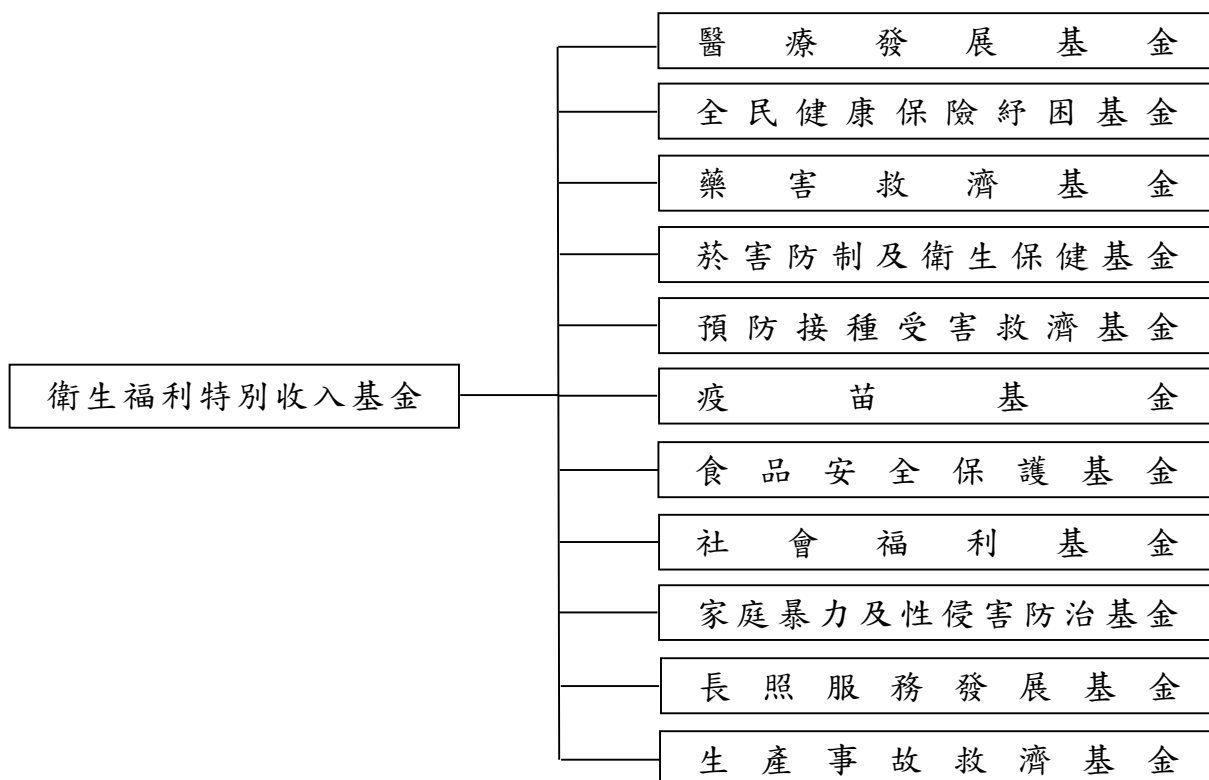 衛生福利特別收入基金
醫療發展基金
全民健康保險紓困基金
藥害救濟基金
菸害防制及衛生保健基金
預防接種受害救濟基金
疫苗基金
食品安全保護基金
社會福利基金
家庭暴力及性侵害防治基金
長照服務發展基金
生產事故救濟基金